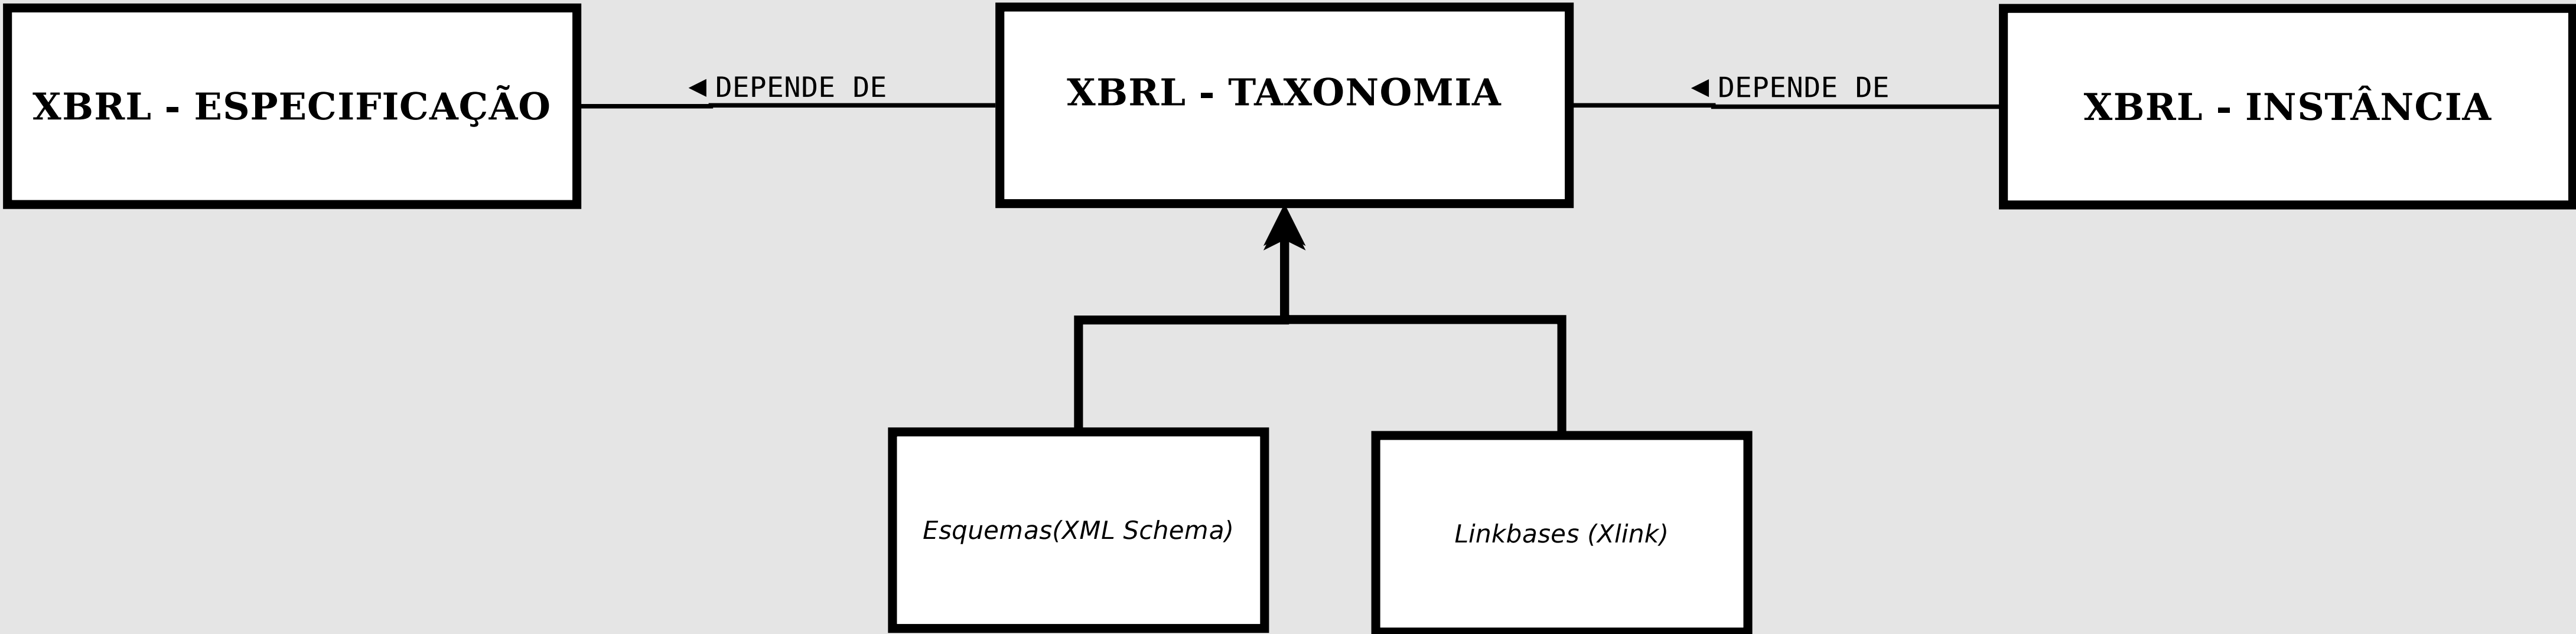 XBRL - ESPECIFICAÇÃO
◀ DEPENDE DE
XBRL - TAXONOMIA
◀ DEPENDE DE
XBRL - INSTÂNCIA
Esquemas(XML Schema)
Linkbases (Xlink)